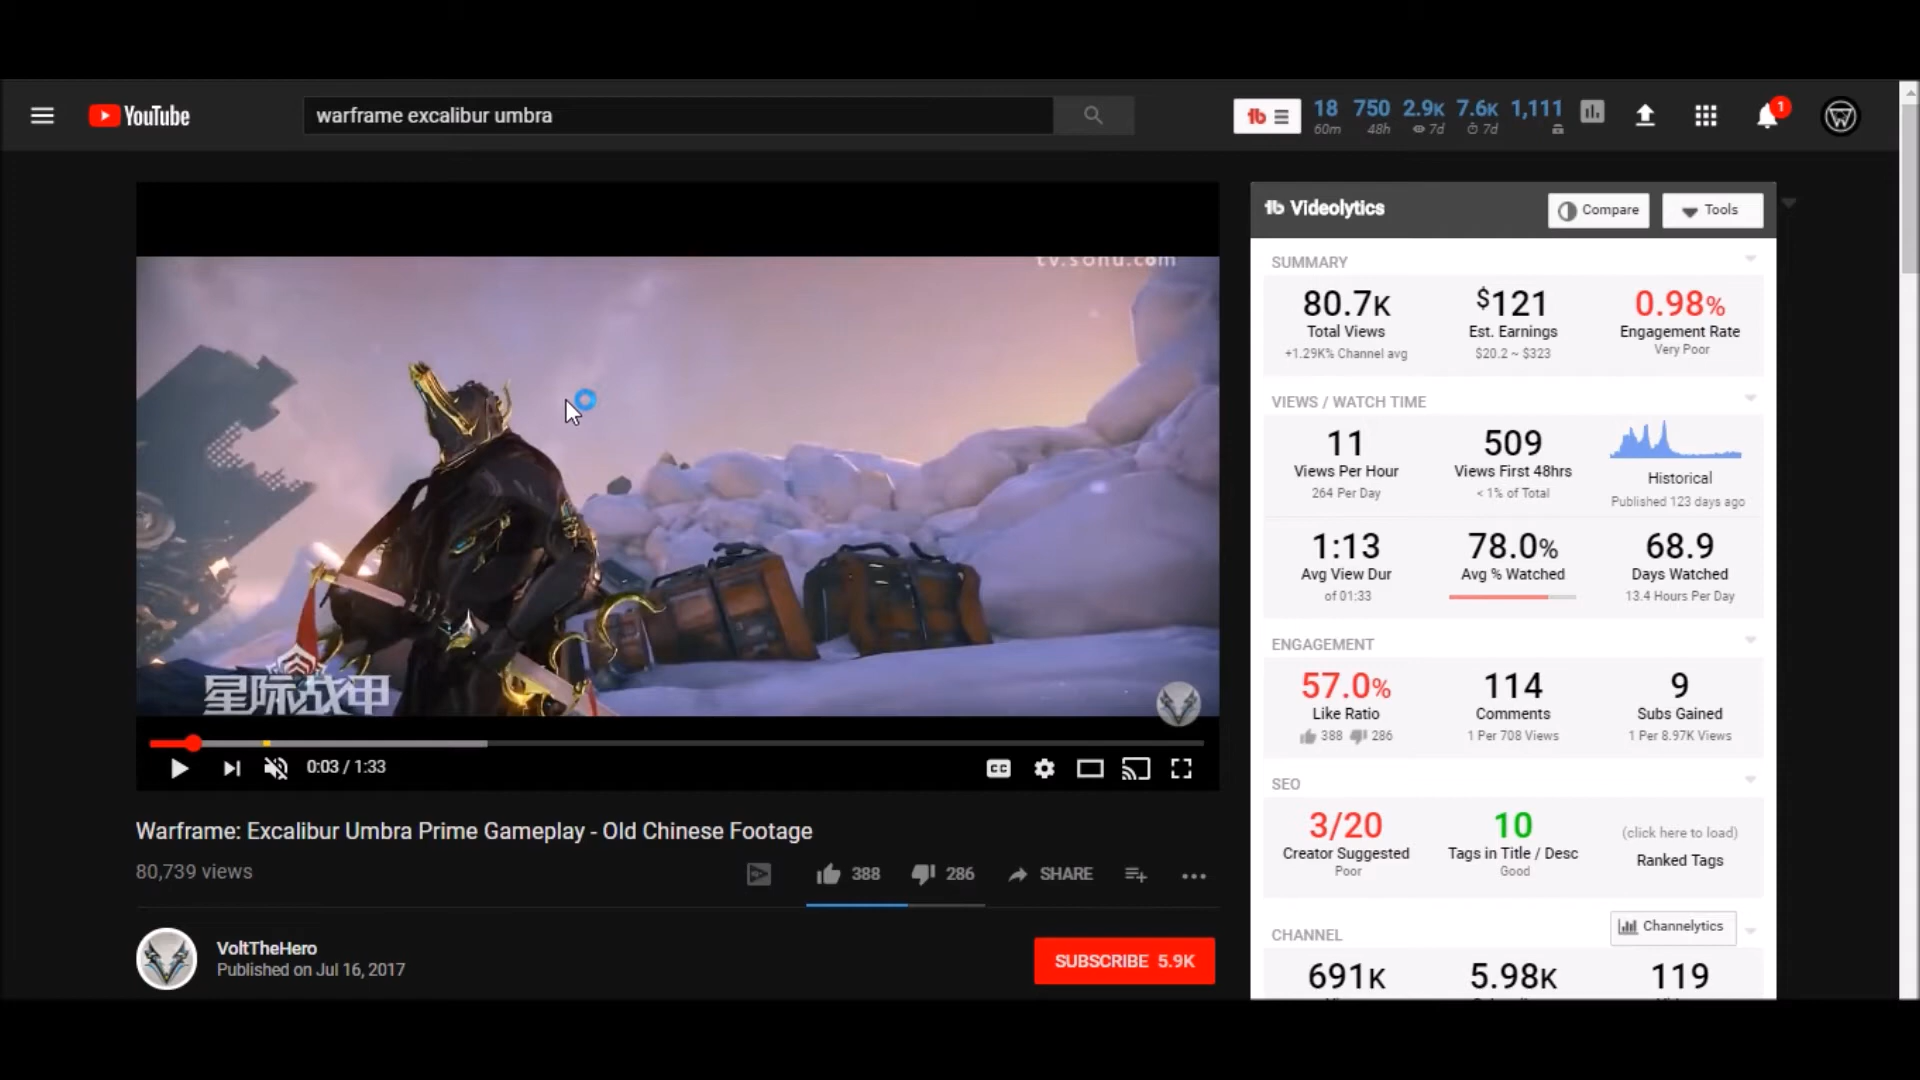 YouTube
warframe excalibur umbra
18 750 2.9K 7.6K 1,111
60m 48h 7d 7d
1
tv.sohu.com
星际战甲
0:03 / 1:33
CC
Warframe: Excalibur Umbra Prime Gameplay - Old Chinese Footage
80,739 views
388 286 SHARE
VoltTheHero
Published on Jul 16, 2017
SUBSCRIBE 5.9K
tb Videolytics
Compare
Tools
SUMMARY
80.7K $121 0.98%
Total Views Est. Earnings Engagement Rate
+1.29K% Channel avg $20.2 ~ $323 Very Poor
VIEWS / WATCH TIME
11 509
Views Per Hour Views First 48hrs Historical
264 Per Day < 1% of Total Published 123 days ago
1:13 78.0% 68.9
Avg View Dur Avg % Watched Days Watched
of 01:33 13.4 Hours Per Day
ENGAGEMENT
57.0% 114 9
Like Ratio Comments Subs Gained
388 286 1 Per 708 Views 1 Per 8.97K Views
SEO
3/20 10 (click here to load)
Creator Suggested Tags in Title / Desc Ranked Tags
Poor Good
CHANNEL
Channelytics
691K 5.98K 119